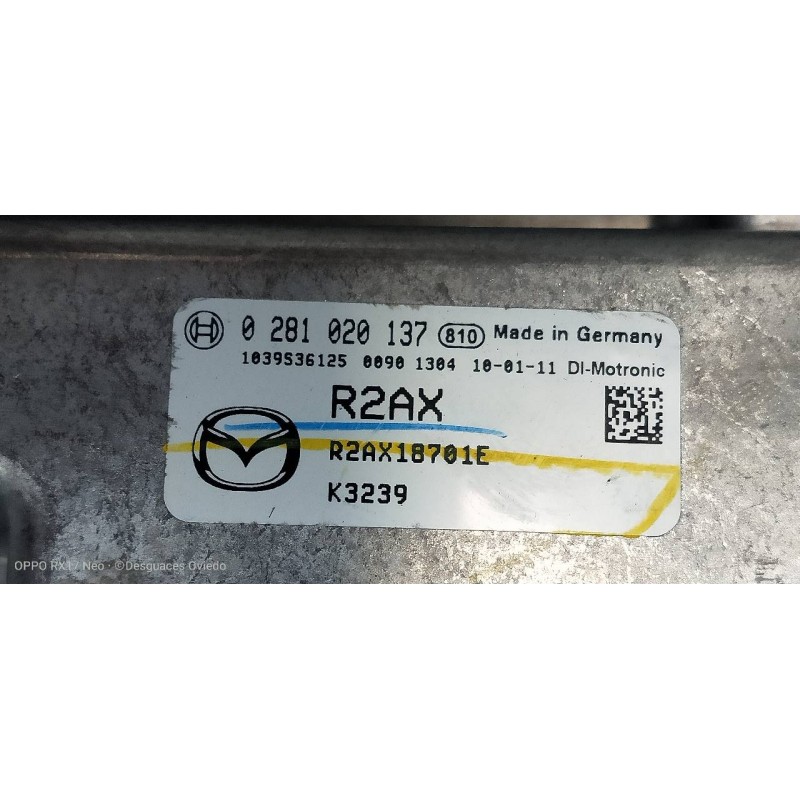 0 281 020 137 810 Made in Germany
1039S36125 0090 1304 10-01-11 DI-Motronic
R2AX
R2AX18701E
K3239
OPPO RX17 Neo · ©Desguaces Oviedo